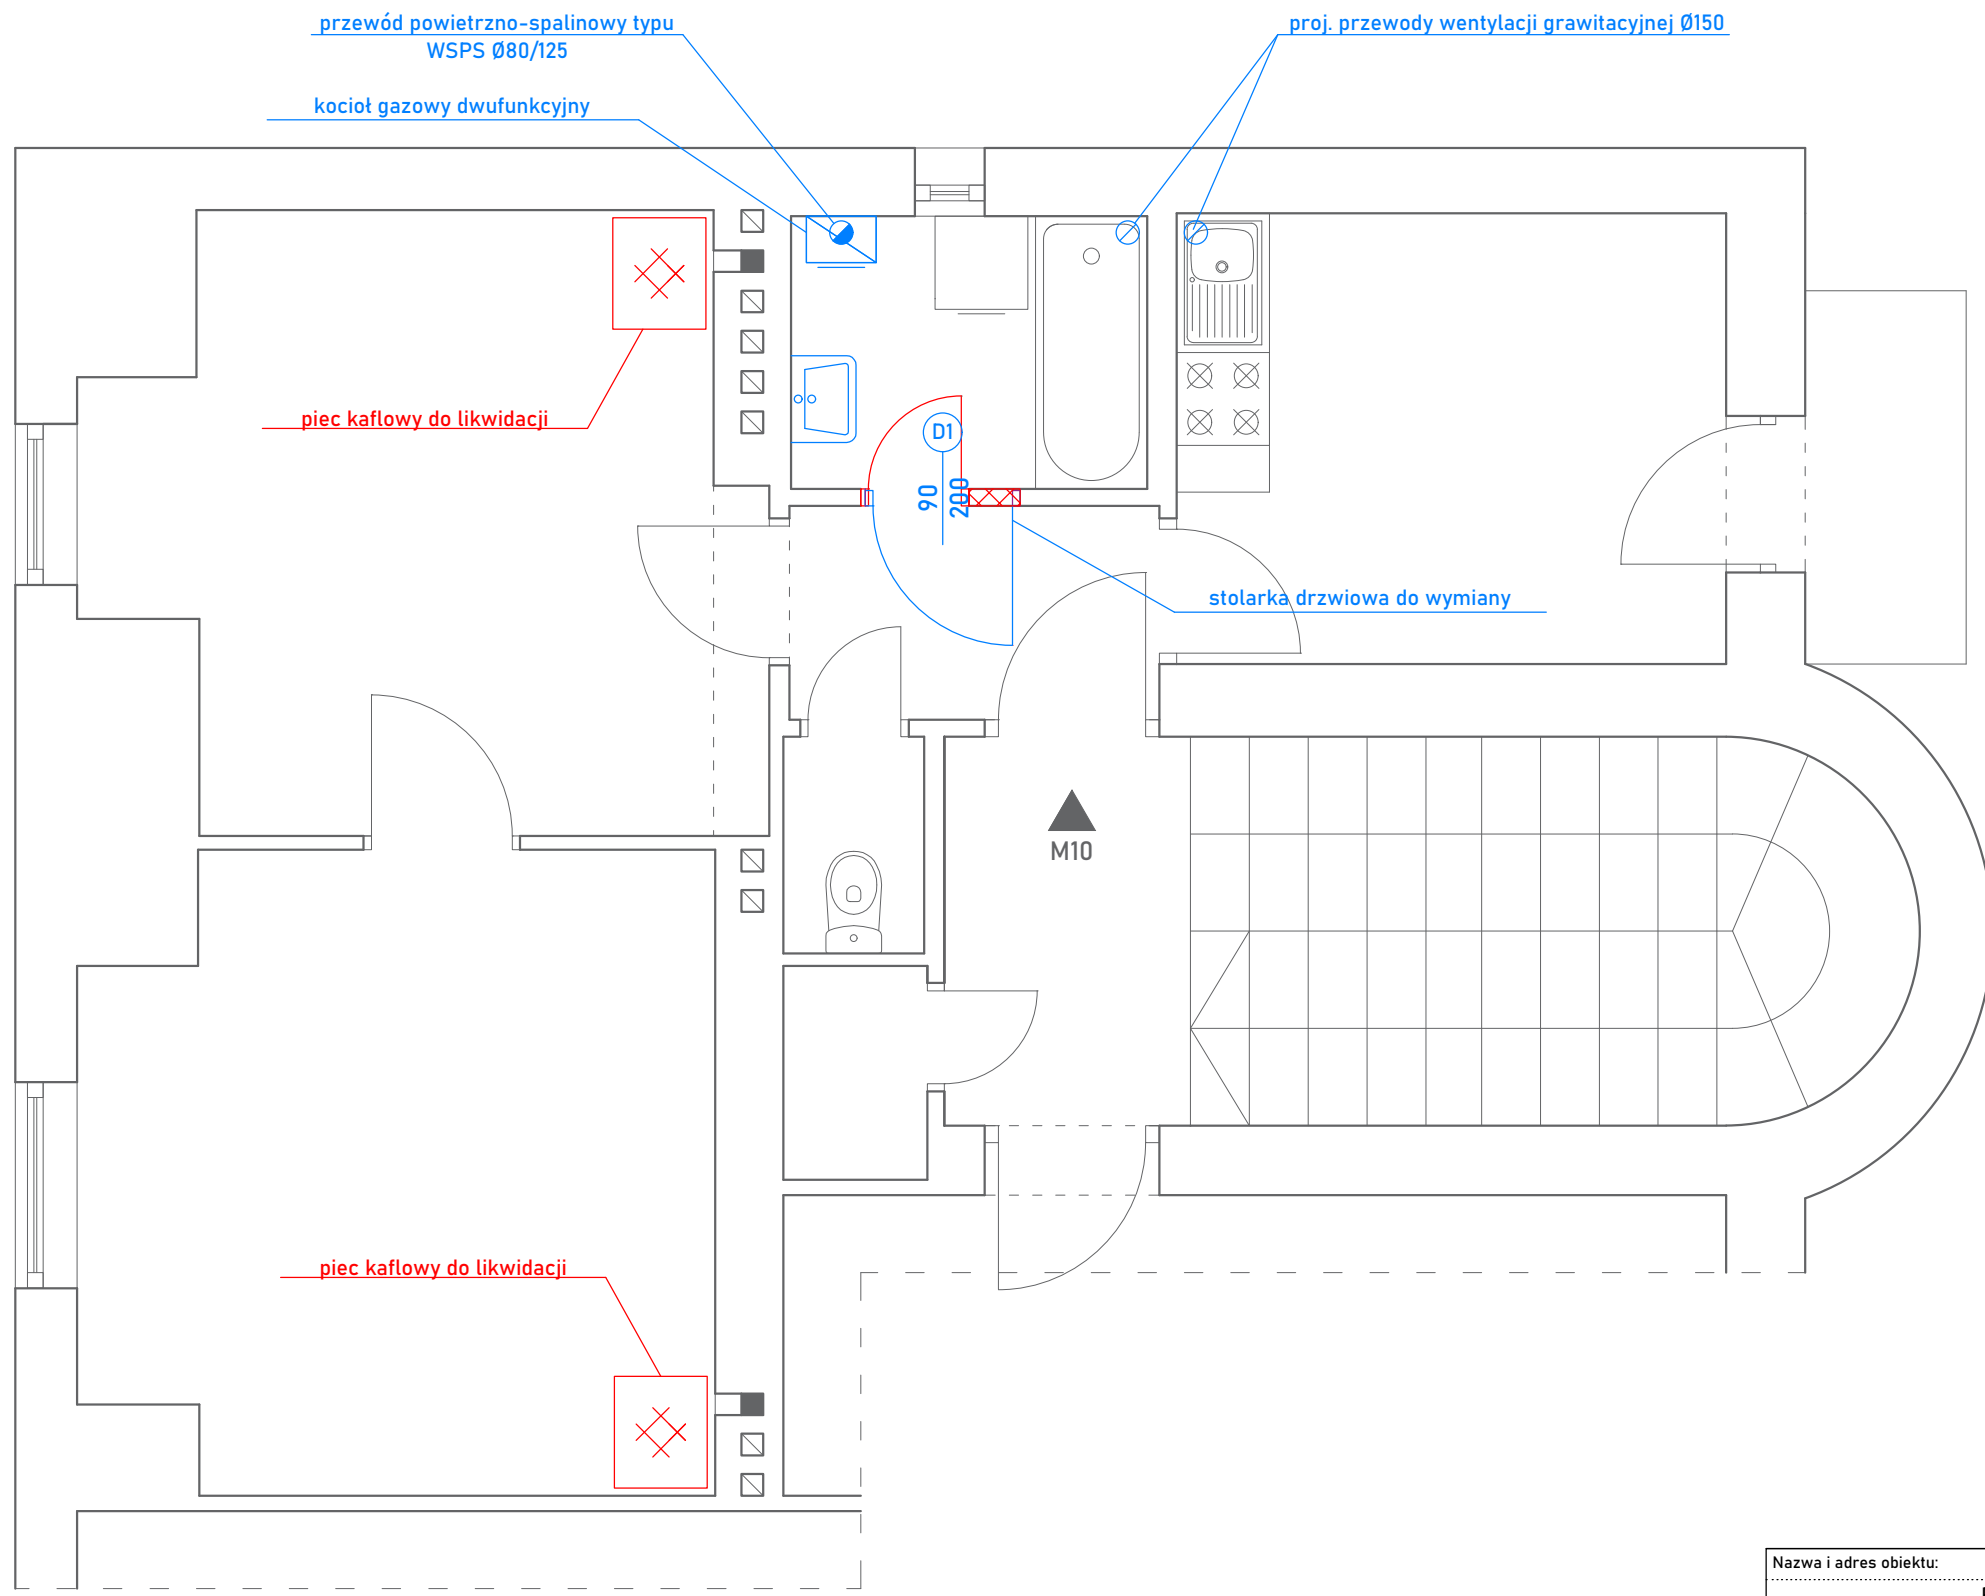 przewód powietrzno-spalinowy typu
WSPS Ø80/125
proj. przewody wentylacji grawitacyjnej Ø150
kocioł gazowy dwufunkcyjny
piec kaflowy do likwidacji
D1
90
200
stolarka drzwiowa do wymiany
M10
piec kaflowy do likwidacji
Nazwa i adres obiektu: